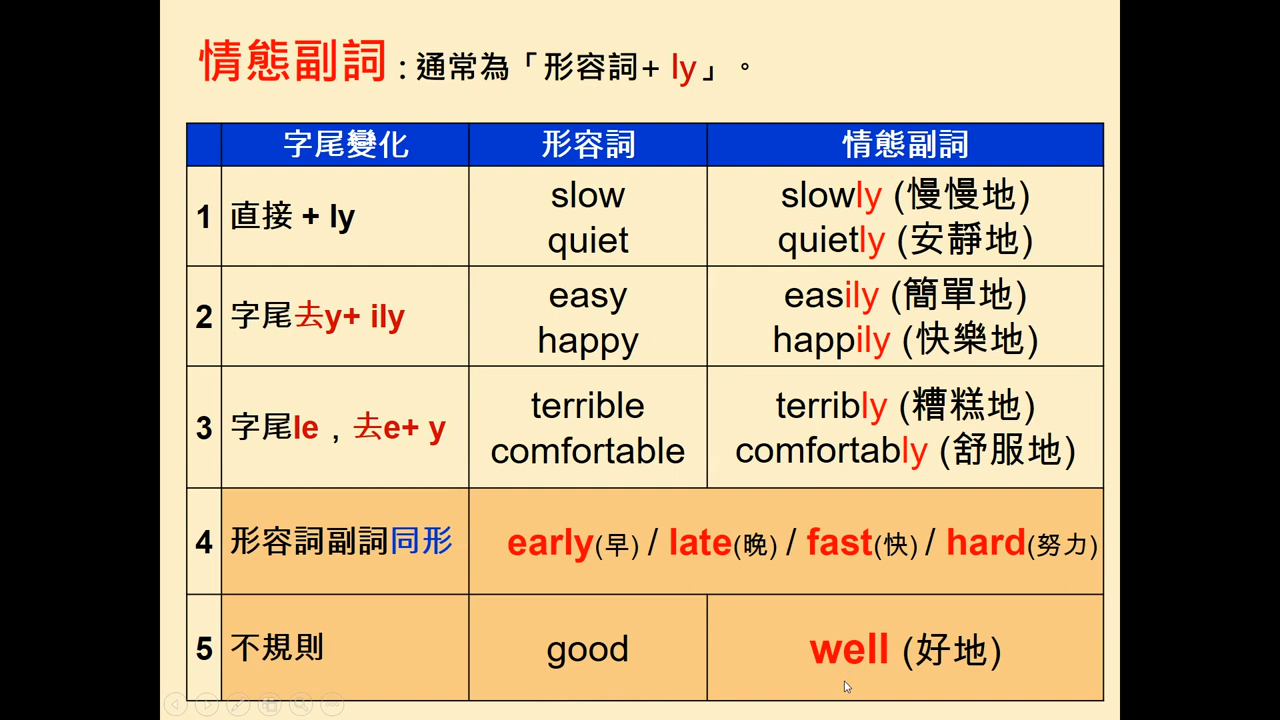 情態副詞 : 通常為「形容詞+ ly」。
字尾變化 形容詞 情態副詞
1 直接 + ly
slow
quiet
slowly (慢慢地)
quietly (安靜地)
2 字尾去y+ ily
easy
happy
easily (簡單地)
happily (快樂地)
3 字尾le，去e+ y
terrible
comfortable
terribly (糟糕地)
comfortably (舒服地)
4 形容詞副詞同形 early(早) / late(晚) / fast(快) / hard(努力)
5 不規則 good well (好地)